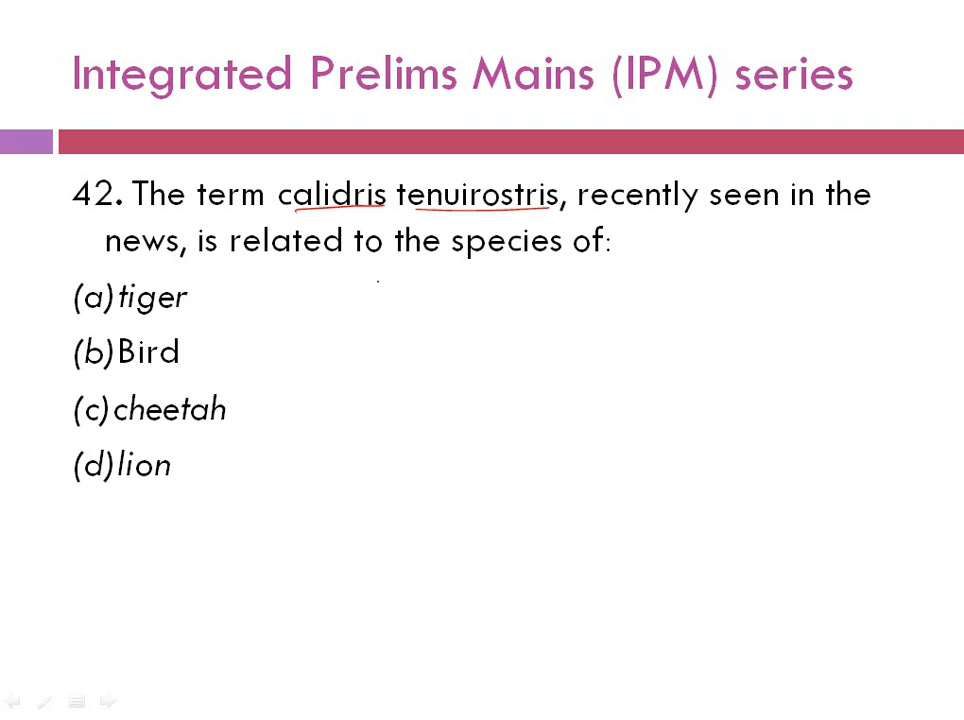 Integrated Prelims Mains (IPM) series
42. The term calidris tenuirostris, recently seen in the
news, is related to the species of:
(a)tiger
(b)Bird
(c)cheetah
(d)lion